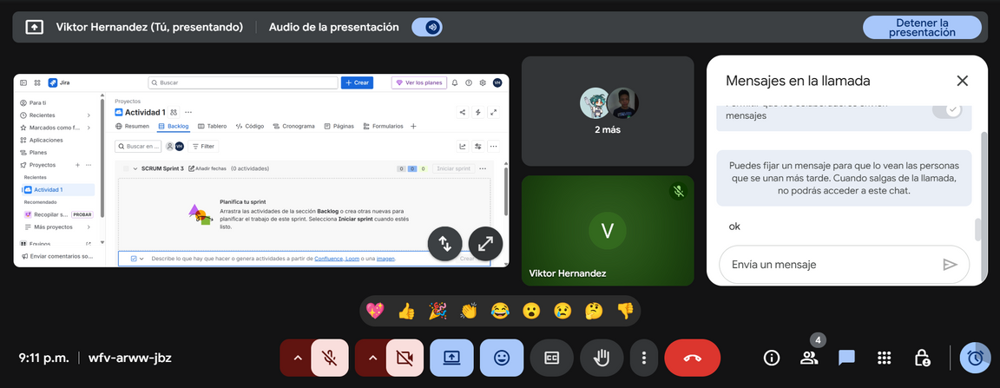 Viktor Hernandez (Tú, presentando)
Audio de la presentación
Detener la
presentación
Jira
Buscar
+ Crear
Ver los planes
VH
Para ti
Recientes
Marcados como f...
Aplicaciones
Planes
Proyectos
Recientes
Actividad 1
Recomendado
Recopilar s...
PROBAR
Más proyectos
Equipos
Enviar comentarios so...
Proyectos
Actividad 1
Resumen
Backlog
Tablero
Código
Cronograma
Páginas
Formularios
Buscar en ...
VH
Filtrar
SCRUM Sprint 3
Añadir fechas
(0 actividades)
0 0 0
Iniciar sprint
Planifica tu sprint
Arrastra las actividades de la sección Backlog o crea otras nuevas para
planificar el trabajo de este sprint. Selecciona Iniciar sprint cuando estés
listo.
Describe lo que hay que hacer o genera actividades a partir de Confluence, Loom o una imagen.
Crear
2 más
V
Viktor Hernandez
Mensajes en la llamada
mensajes
Puedes fijar un mensaje para que lo vean las personas
que se unan más tarde. Cuando salgas de la llamada,
no podrás acceder a este chat.
ok
Envía un mensaje
9:11 p.m.
wfv-arww-jbz
4